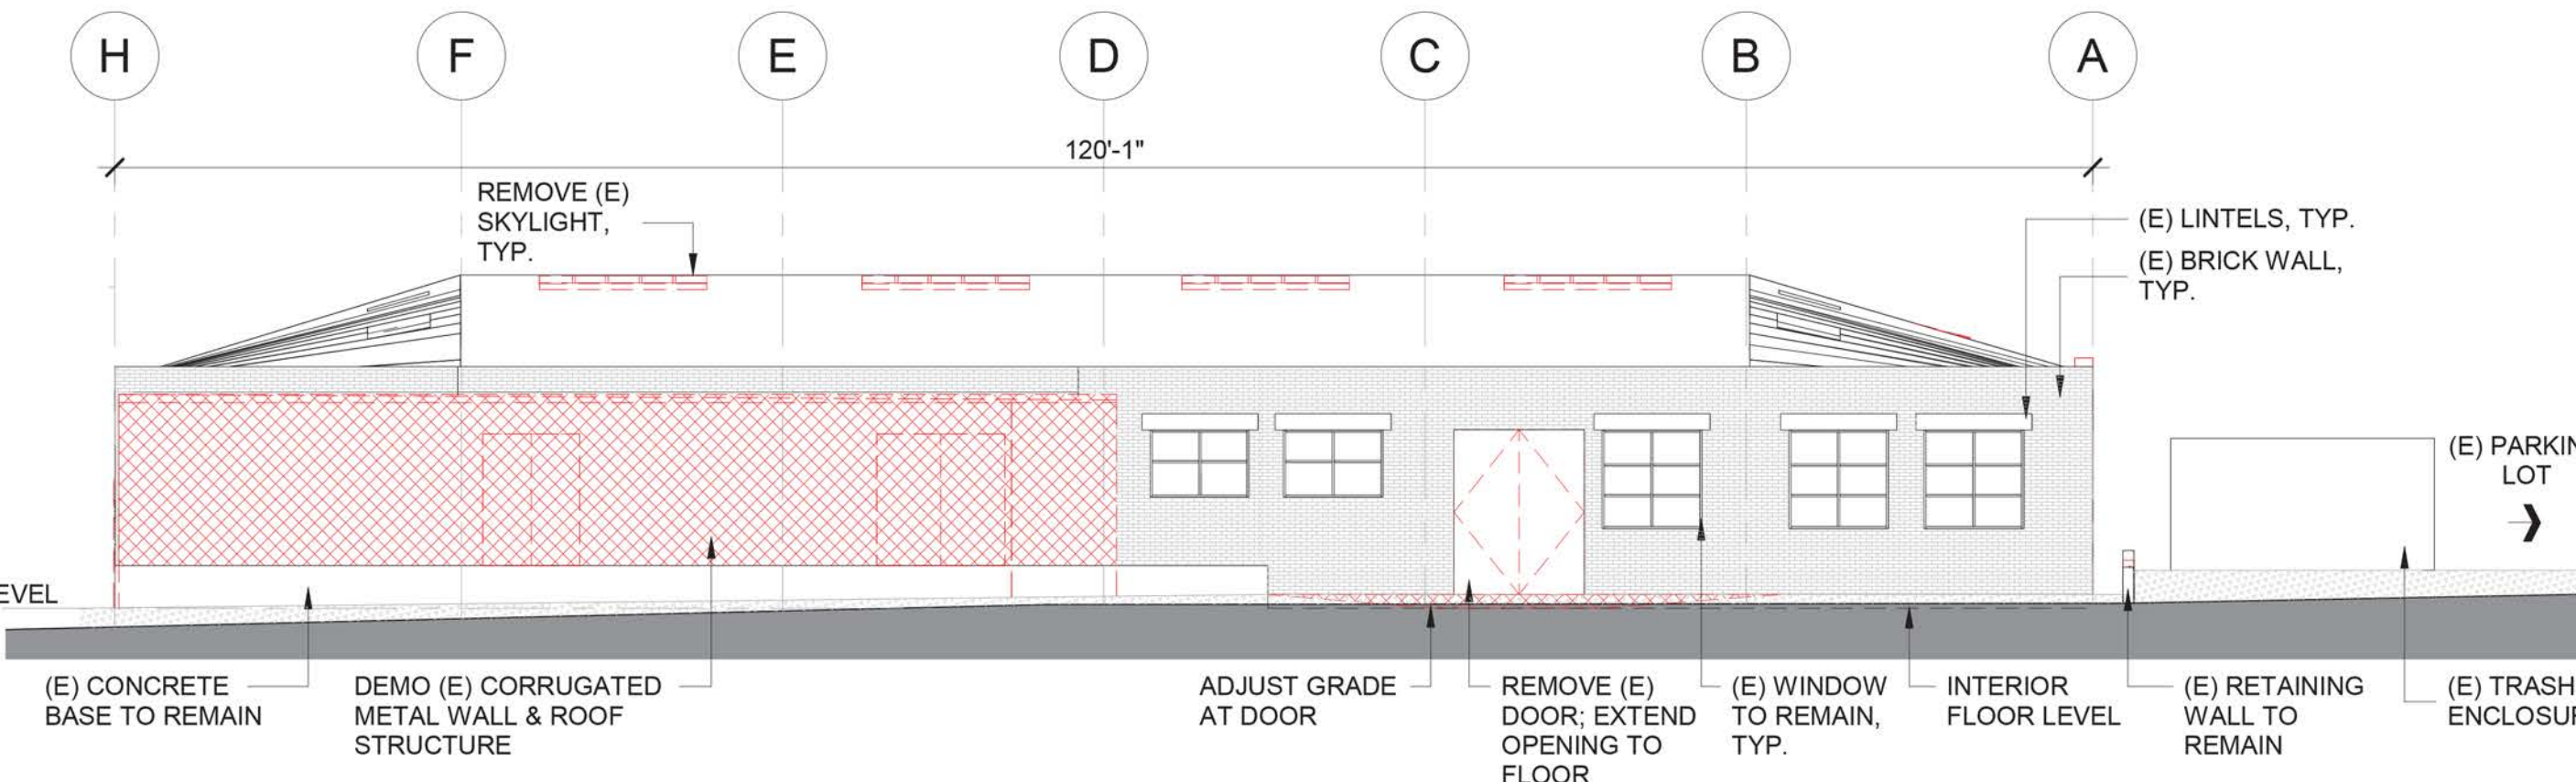 H
F
E
D
C
B
A
120'-1"
REMOVE (E)
SKYLIGHT,
TYP.
(E) LINTELS, TYP.
(E) BRICK WALL,
TYP.
(E) PARKIN
LOT
EVEL
(E) CONCRETE
BASE TO REMAIN
DEMO (E) CORRUGATED
METAL WALL & ROOF
STRUCTURE
ADJUST GRADE
AT DOOR
REMOVE (E)
DOOR; EXTEND
OPENING TO
FLOOR
(E) WINDOW
TO REMAIN,
TYP.
INTERIOR
FLOOR LEVEL
(E) RETAINING
WALL TO
REMAIN
(E) TRASH
ENCLOSUR